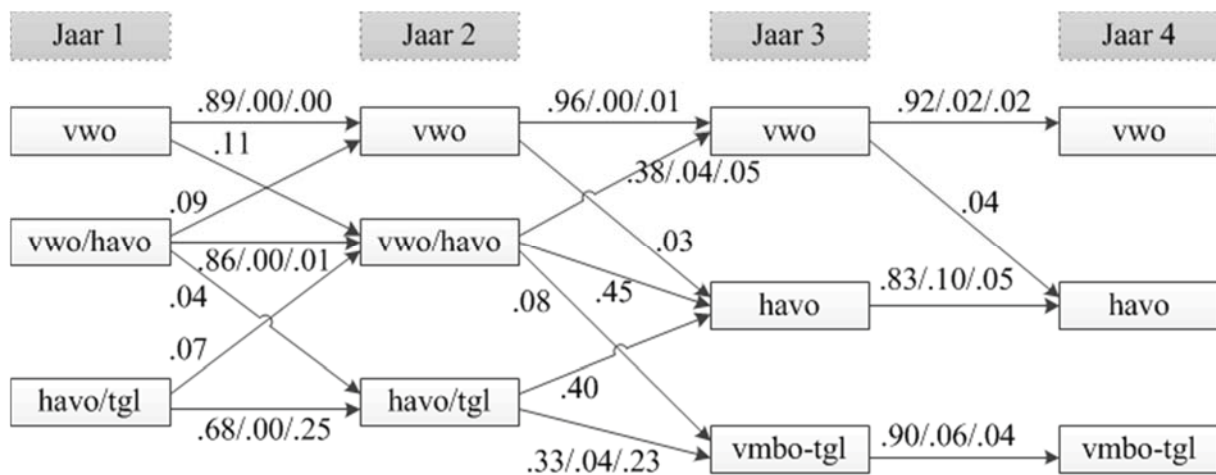 Jaar 1
Jaar 2
Jaar 3
Jaar 4
.89/.00/.00
.96/.00/.01
.92/.02/.02
vwo
vwo
vwo
vwo
.11
.38/.04/.05
.09
.04
vwo/havo
vwo/havo
.03
.86/.00/.01
.83/.10/.05
.45
havo
havo
.04
.08
.07
.40
havo/tgl
havo/tgl
.68/.00/.25
.33/.04/.23
vmbo-tgl
.90/.06/.04
vmbo-tgl